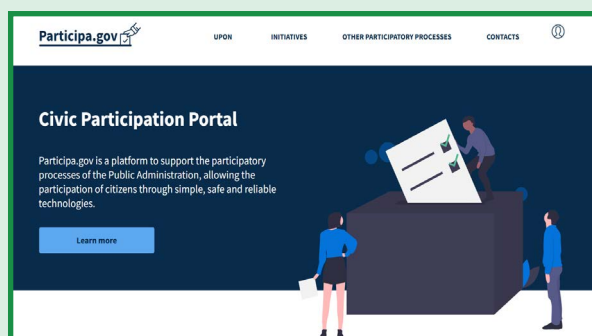 Participa.gov
UPON INITIATIVES OTHER PARTICIPATORY PROCESSES CONTACTS
Civic Participation Portal
Participa.gov is a platform to support the participatory
processes of the Public Administration, allowing the
participation of citizens through simple, safe and reliable
technologies.
Learn more